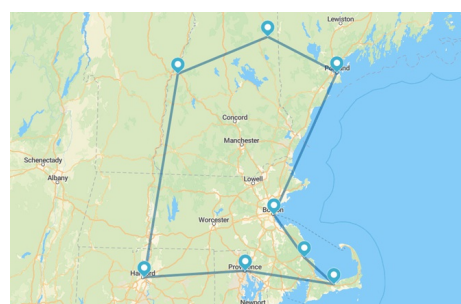 Lewiston
Portland
Concord
Manchester
Schenectady
Albany
Lowell
Boston
Worcester
Hartford
Providence
Newport